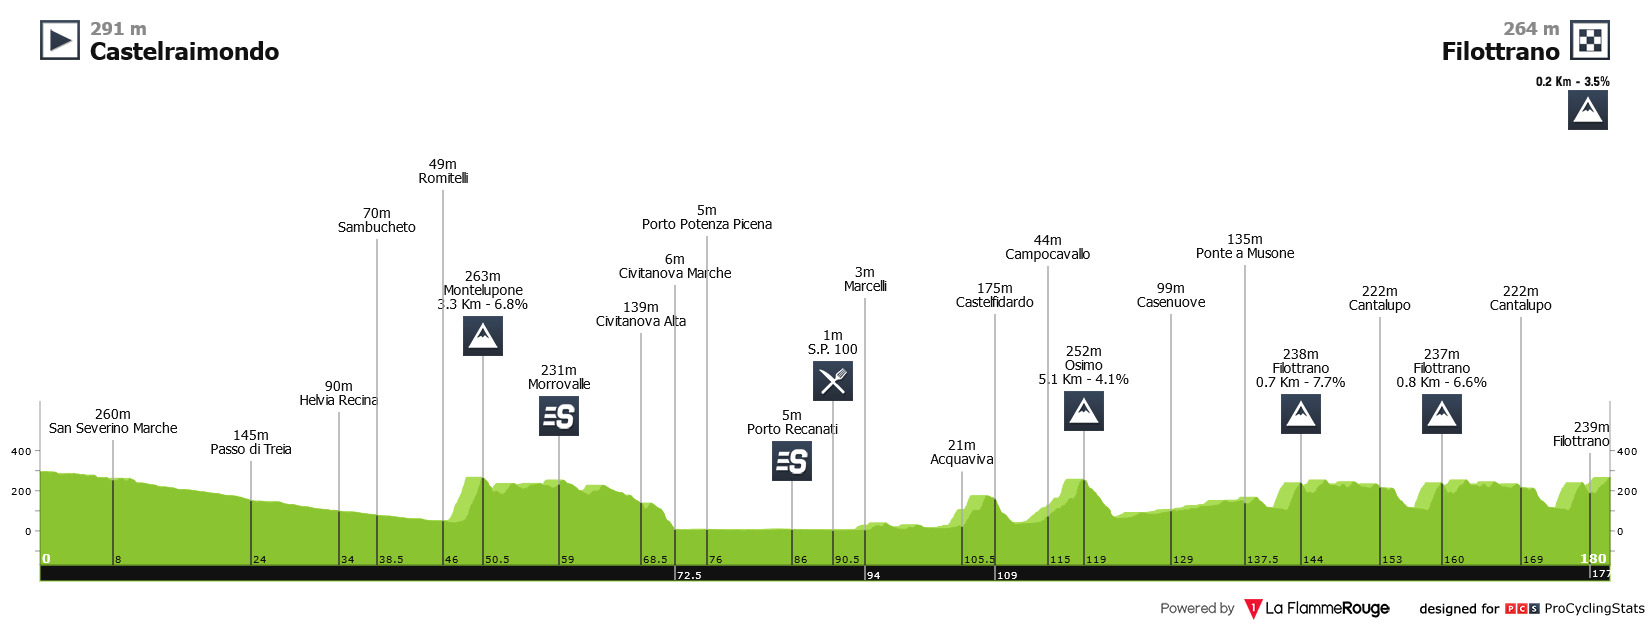 291 m
Castelraimondo
264 m
Filottrano
0.2 Km - 3.5%
49m
Romitelli
70m
Sambucheto
5m
Porto Potenza Picena
6m
Civitanova Marche
263m
Montelupone
3.3 Km - 6.8%
139m
Civitanova Alta
3m
Marcelli
44m
Campocavallo
135m
Ponte a Musone
175m
Castelfidardo
99m
Casenuove
222m
Cantalupo
222m
Cantalupo
1m
S.P. 100
252m
Osimo
5.1 Km - 4.1%
238m
Filottrano
0.7 Km - 7.7%
237m
Filottrano
0.8 Km - 6.6%
231m
Morrovalle
S
90m
Helvia Recina
260m
San Severino Marche
145m
Passo di Treia
5m
Porto Recanati
S
21m
Acquaviva
239m
Filottrano
400
200
0
400
200
0
0 8 24 34 38.5 46 50.5 59 68.5 76 86 90.5 105.5 115 119 129 137.5 144 153 160 169 180
72.5 94 109 177
Powered by 1 La FlammeRouge designed for PCS ProCyclingStats